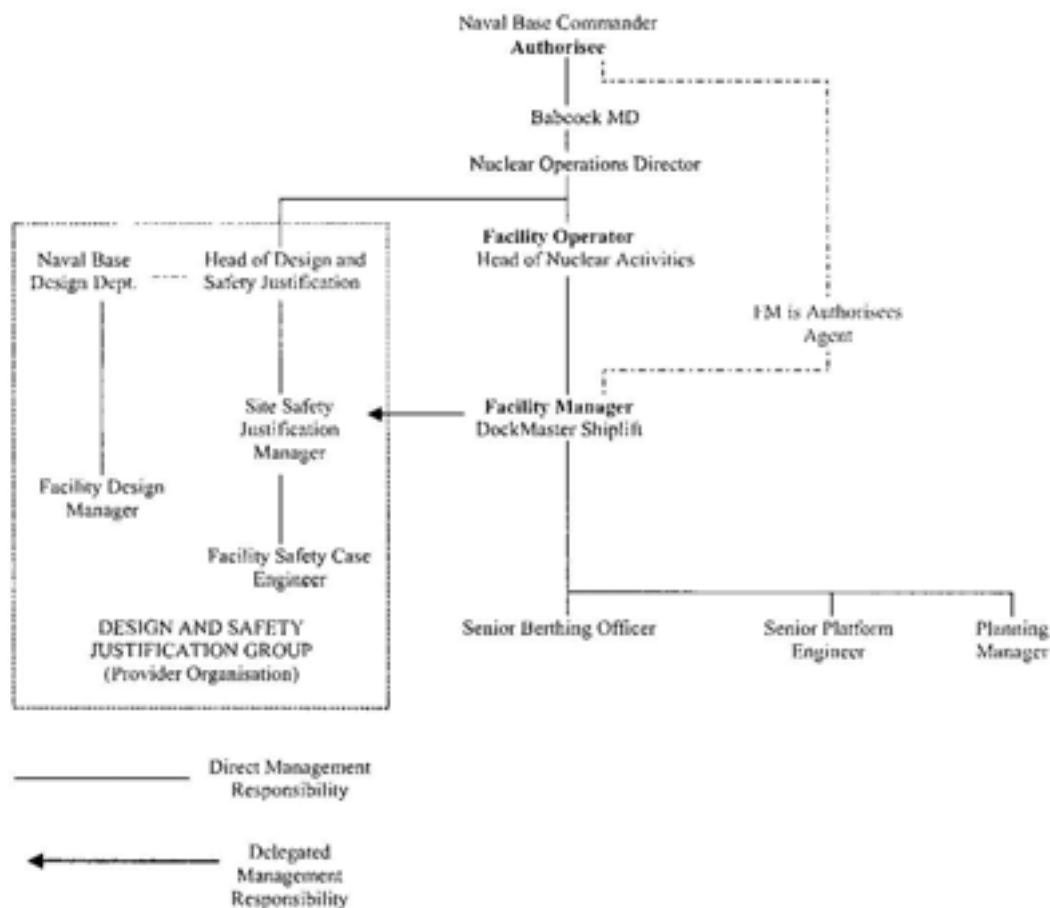 Naval Base Commander
Authorisee
Babcock MD
Nuclear Operations Director
Facility Operator
Head of Nuclear Activities
Naval Base
Design Dept.
Head of Design and
Safety Justification
FM is Authorisees
Agent
Facility Manager
DockMaster Shiplift
Site Safety
Justification
Manager
Facility Design
Manager
Facility Safety Case
Engineer
DESIGN AND SAFETY
JUSTIFICATION GROUP
(Provider Organisation)
Senior Berthing Officer
Senior Platform
Engineer
Planning
Manager
Direct Management
Responsibility
Delegated
Management
Responsibility